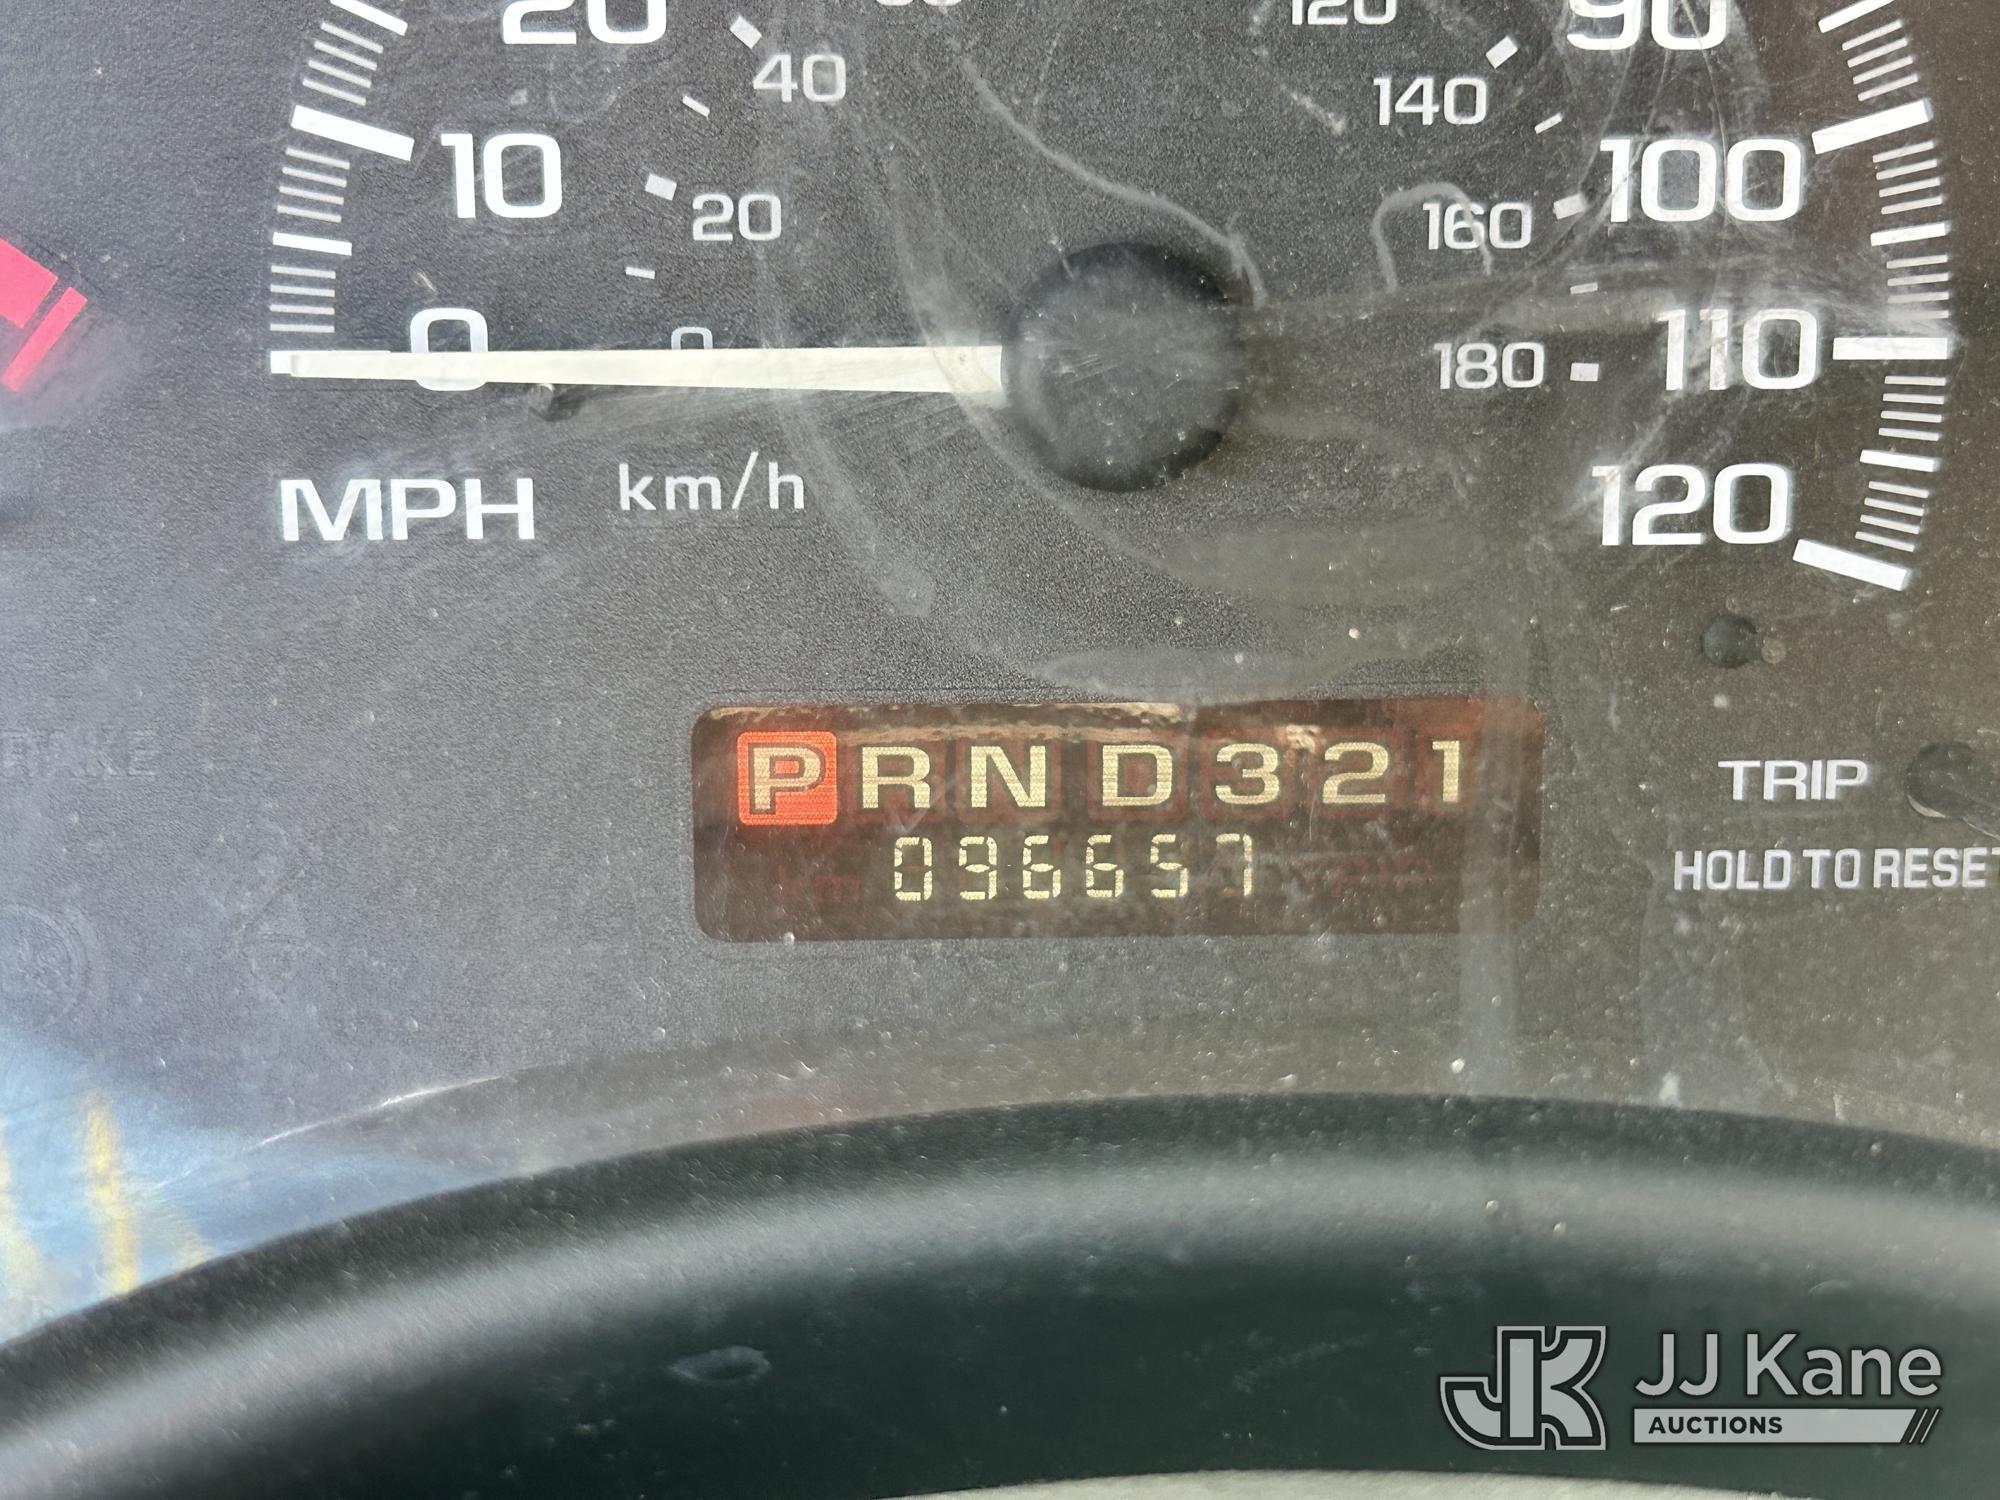 20 40 120 90
10 20 140 100
160
0 0 180 110
MPH km/h 120
PRND321
096657
TRIP
HOLD TO RESET
JK JJ Kane
AUCTIONS